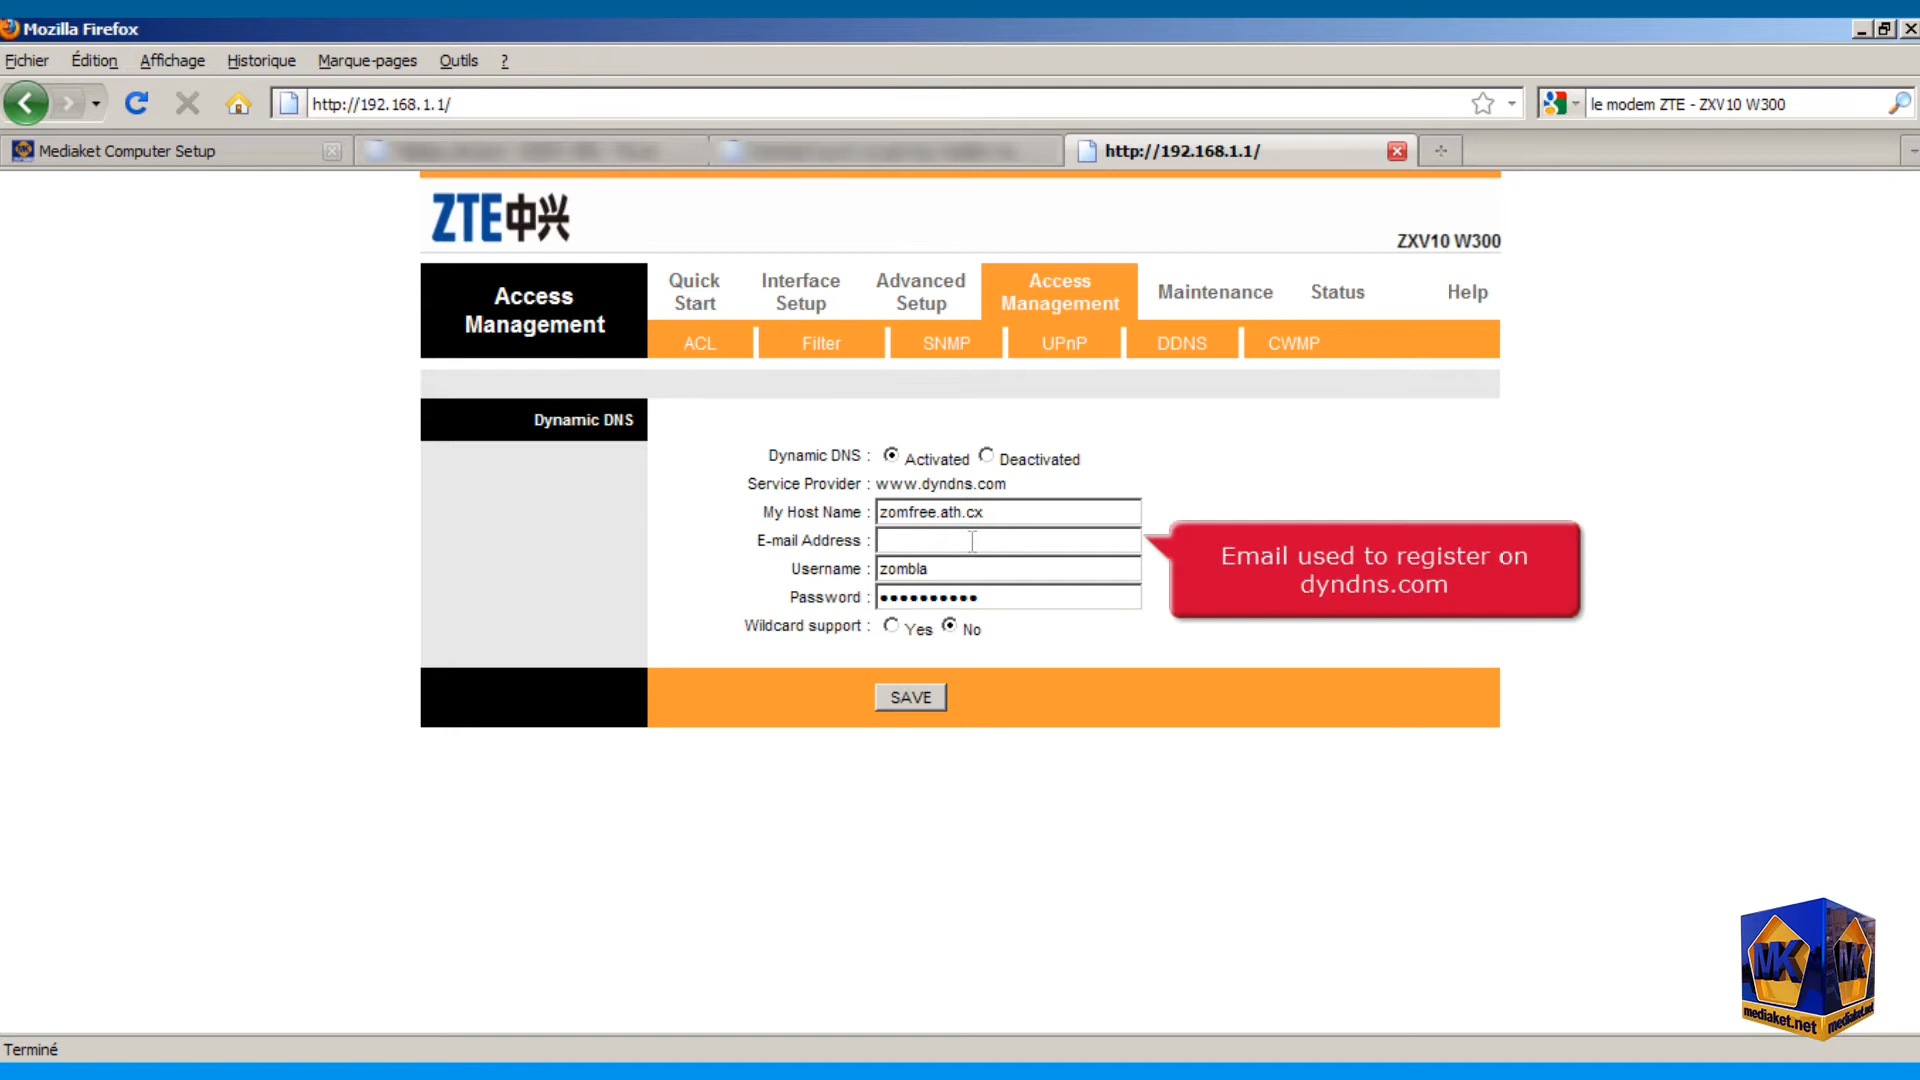 Mozilla Firefox
Fichier Édition Affichage Historique Marque-pages Outils ?
http://192.168.1.1/
le modem ZTE - ZXV10 W300
Mediaket Computer Setup
http://192.168.1.1/
ZTE中兴
ZXV10 W300
Access Management
Quick Start
Interface Setup
Advanced Setup
Access Management
Maintenance
Status
Help
ACL Filter SNMP UPnP DDNS CWMP
Dynamic DNS
Dynamic DNS : Activated Deactivated
Service Provider : www.dyndns.com
My Host Name : zomfree.ath.cx
E-mail Address :
Username : zombla
Password : ●●●●●●●●●●
Wildcard support : Yes No
Email used to register on
dyndns.com
SAVE
MK MK
mediaket.net mediaket.net
Terminé